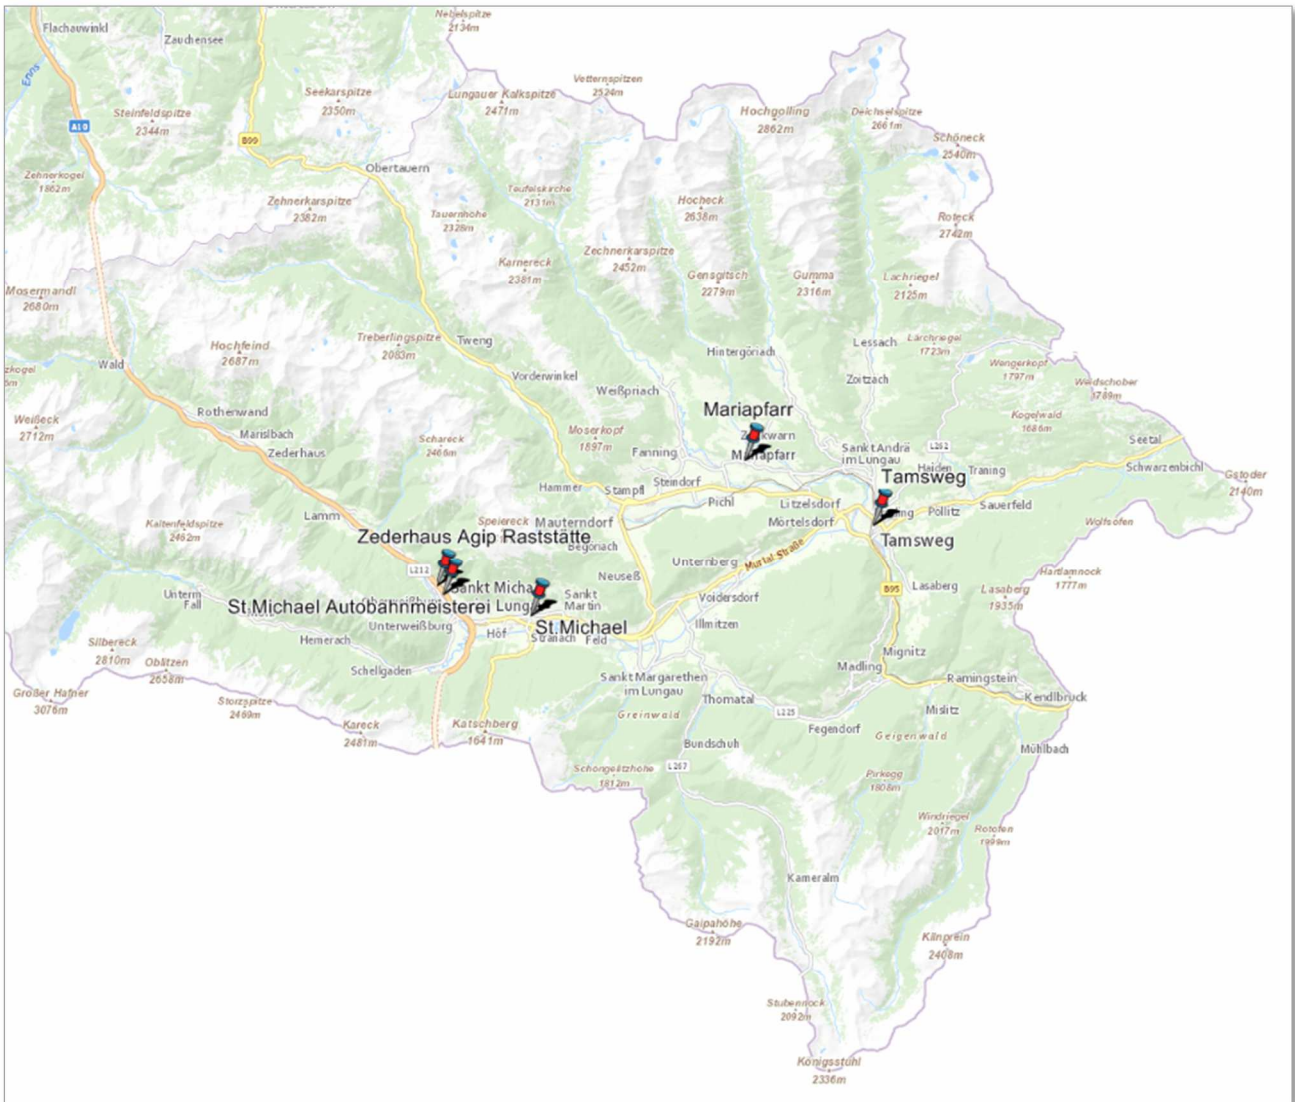 Nebelspitze
2134m
Flachauwinkl
Zauchensee
Enns
Vetternspitzen
2524m
Seekarspitze
2350m
Lungauer Kalkspitze
2471m
Steinfeldspitze
2344m
Hochgolling
2862m
Deichselspitze
2661m
A10
B99
Schöneck
2540m
Obertauern
Zehnerkogel
1862m
Teufelskirche
2131m
Zehnerkarspitze
2382m
Tauernhöhe
2328m
Hocheck
2638m
Roteck
2742m
Zechnerkarspitze
2452m
Karnereck
2381m
Gensgitsch
2279m
Gumma
2316m
Lachriegel
2125m
Mosermandl
2680m
Hochfeind
2687m
Treberlingspitze
2083m
Tweng
Lessach
Lärchriegel
1723m
Hintergöriach
Wald
Wengerkopf
1797m
Vorderwinkel
Zoitzach
Weidschober
1789m
Weißpriach
Rothenwand
Mariapfarr
Kogelwald
1686m
Weißeck
2712m
Marislbach
Zederhaus
Moserkopf
1897m
Schareck
2466m
Seetal
Sankt Andrä
im Lungau
L262
Fanning
Schwarzenbichl
Haiden
Traning
Tamsweg
Gstoder
2140m
Hammer
Stampfl
Steindorf
Pichl
Litzelsdorf
Sauerfeld
Pöllitz
Lamm
Speiereck
Mauterndorf
Mörtelsdorf
Wolfsofen
Kaltenfeldspitze
2462m
Zederhaus Agip Raststätte
Begöriach
Tamsweg
Murtal Straße
Unternberg
L212
Neuseß
Hartlamnock
1777m
B95
Lasaberg
Lasaberg
1935m
Unterm
Fall
Sankt
Martin
Voidersdorf
St.Michael Autobahnmeisterei
St.Michael
Unterweißburg
Höf
Stranach
Feld
Illmitzen
Hemerach
Silbereck
2810m
Oblitzen
2658m
Schellgaden
Mignitz
Madling
Sankt Margarethen
im Lungau
Ramingstein
Kendlbruck
Großer Hafner
3076m
Storzspitze
2469m
Thomatal
Greinwald
L225
Mislitz
Kareck
2481m
Katschberg
1641m
Fegendorf
Geigenwald
Bundschuh
Mühlbach
L267
Schöngelitzhöhe
1812m
Pirkegg
1808m
Windriegel
2017m
Rotofen
1999m
Karneralm
Gaipahöhe
2192m
Klinprein
2408m
Stubennock
2092m
Königsstuhl
2336m